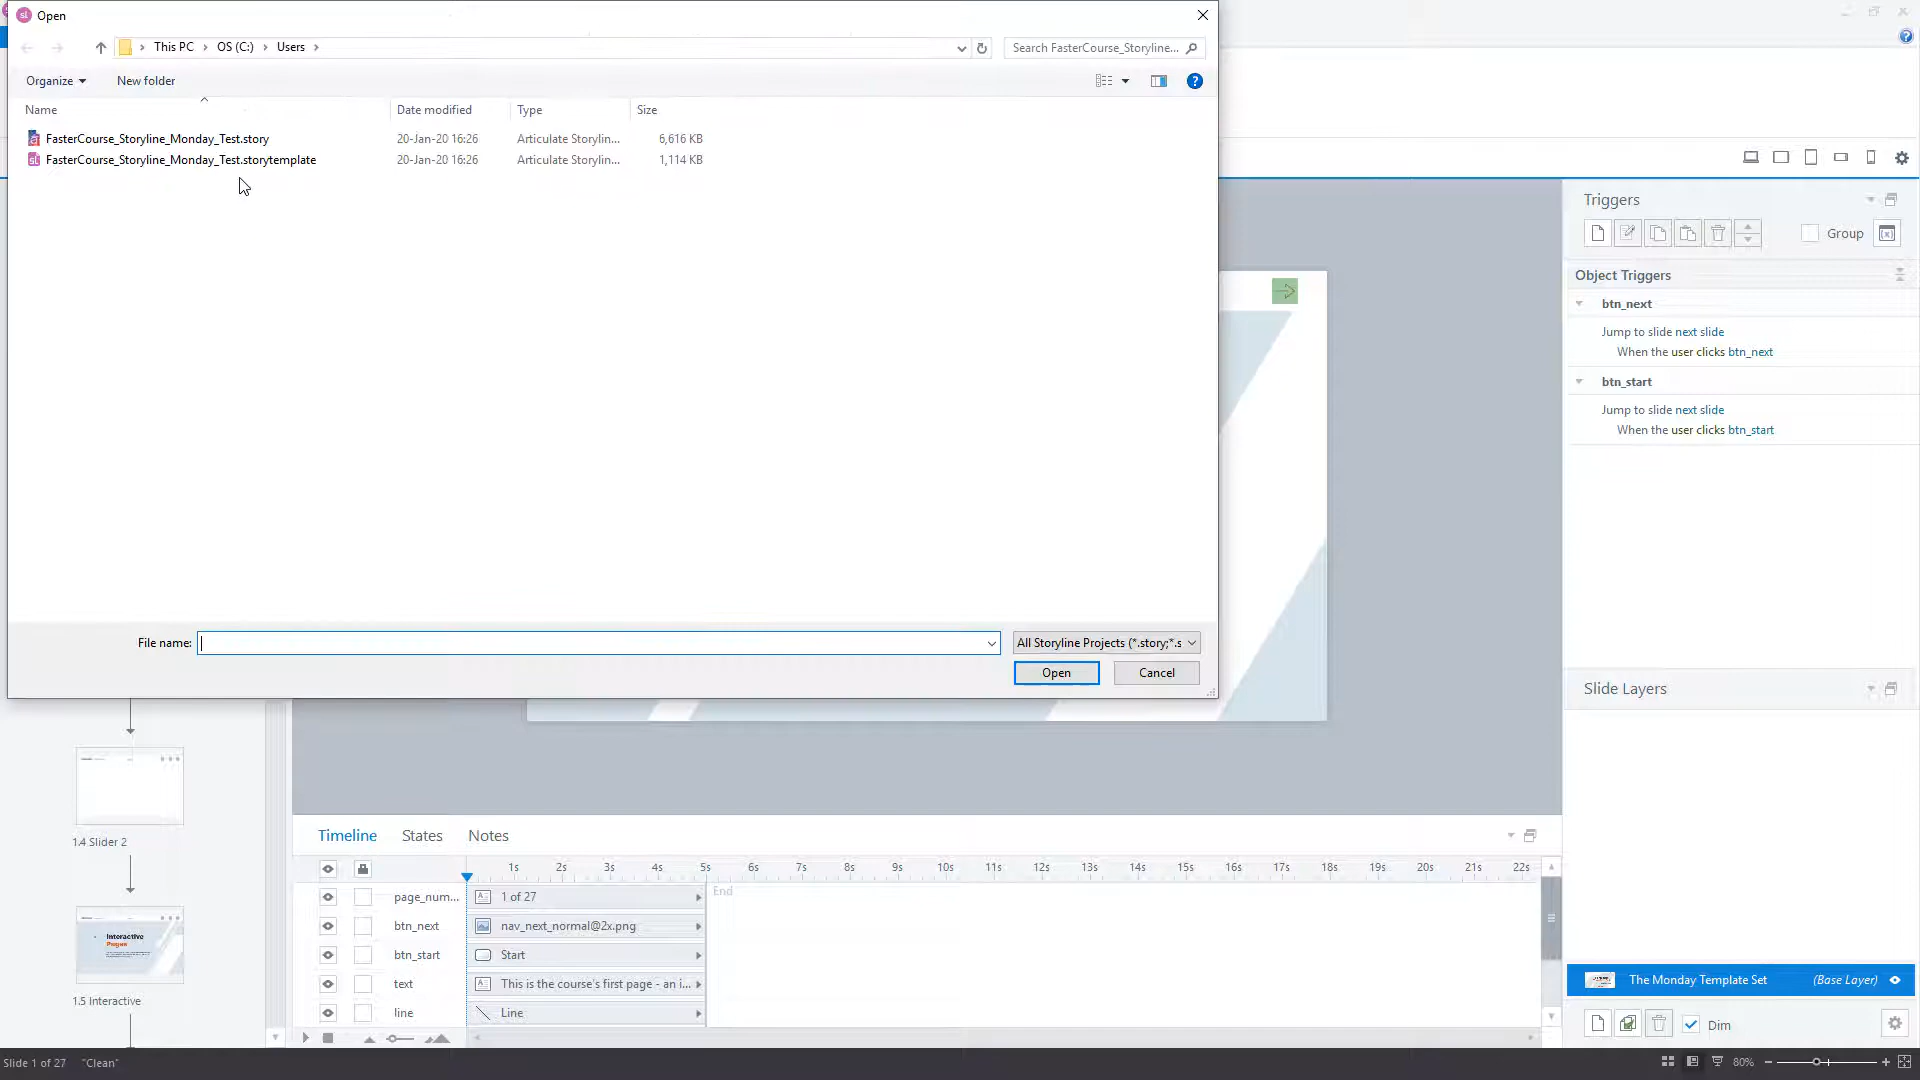 Open
This PC > OS (C:) > Users >
Search FasterCourse_Storyline...
Organize
New folder
Name
Date modified
Type
Size
FasterCourse_Storyline_Monday_Test.story
20-Jan-20 16:26
Articulate Storylin...
6,616 KB
FasterCourse_Storyline_Monday_Test.storytemplate
20-Jan-20 16:26
Articulate Storylin...
1,114 KB
File name:
All Storyline Projects (*.story;*.s
Open
Cancel
Triggers
Group
Object Triggers
btn_next
Jump to slide next slide
When the user clicks btn_next
btn_start
Jump to slide next slide
When the user clicks btn_start
Slide Layers
The Monday Template Set
(Base Layer)
Dim
1.4 Slider 2
Interactive
Pages
1.5 Interactive
Timeline
States
Notes
1s 2s 3s 4s 5s 6s 7s 8s 9s 10s 11s 12s 13s 14s 15s 16s 17s 18s 19s 20s 21s 22s
End
page_num...
1 of 27
btn_next
nav_next_normal@2x.png
btn_start
Start
text
This is the course's first page - an i...
line
Line
Slide 1 of 27
"Clean"
80%